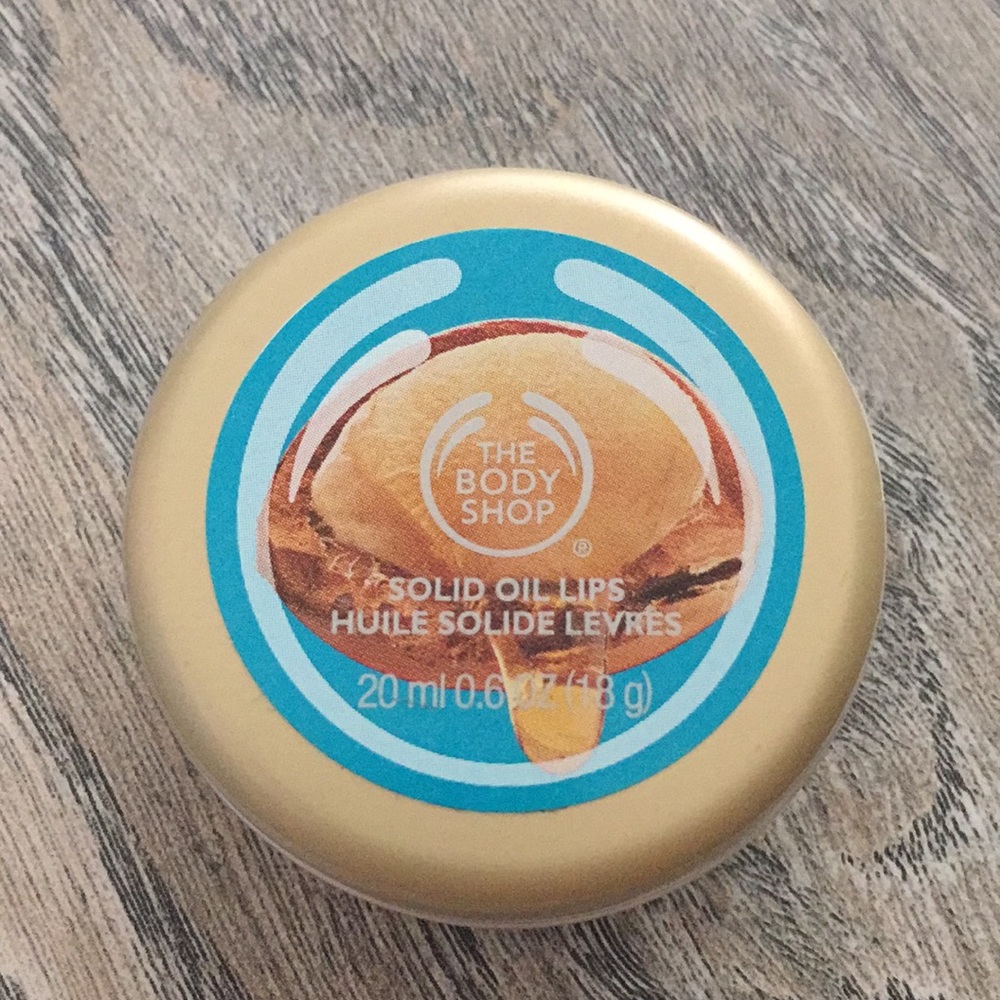 THE
BODY
SHOP
®
SOLID OIL LIPS
HUILE SOLIDE LEVRES
20 ml 0.6 OZ (18 g)